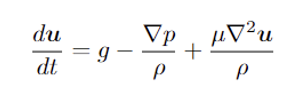 d𝒖/dt = g − ∇p/ρ + μ∇²𝒖/ρ